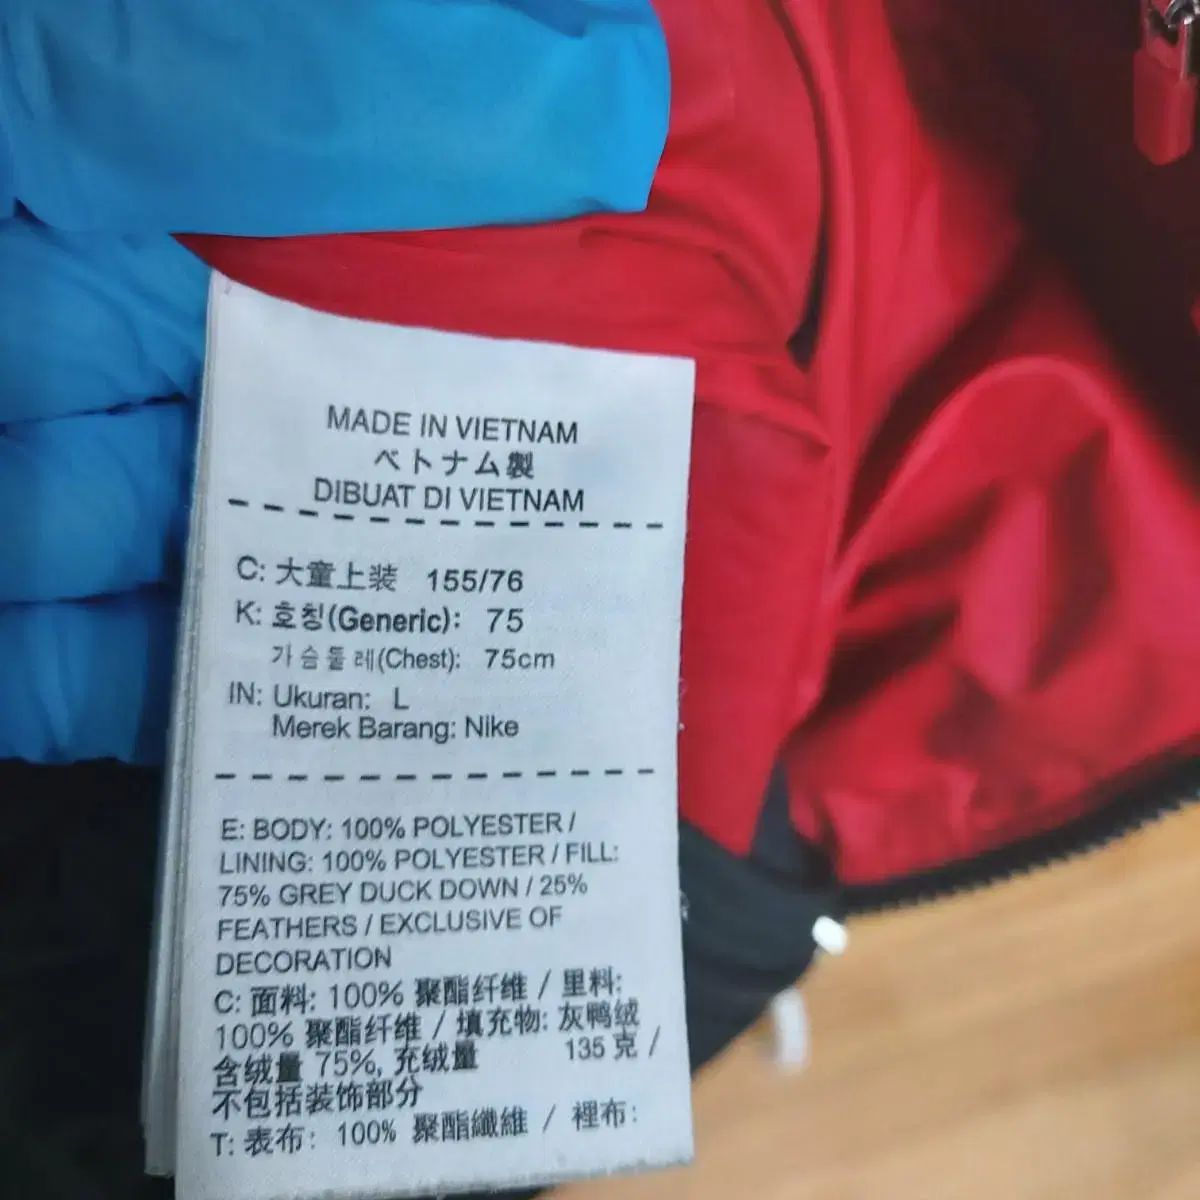 MADE IN VIETNAM
ベトナム製
DIBUAT DI VIETNAM
C: 大童上装 155/76
K: 호칭(Generic): 75
가슴둘레(Chest): 75cm
IN: Ukuran: L
Merek Barang: Nike
E: BODY: 100% POLYESTER /
LINING: 100% POLYESTER / FILL:
75% GREY DUCK DOWN / 25%
FEATHERS / EXCLUSIVE OF
DECORATION
C: 面料: 100% 聚酯纤维 / 里料:
100% 聚酯纤维 / 填充物: 灰鸭绒
含绒量 75%, 充绒量 135 克 /
不包括装饰部分
T: 表布: 100% 聚酯纖維 / 裡布: